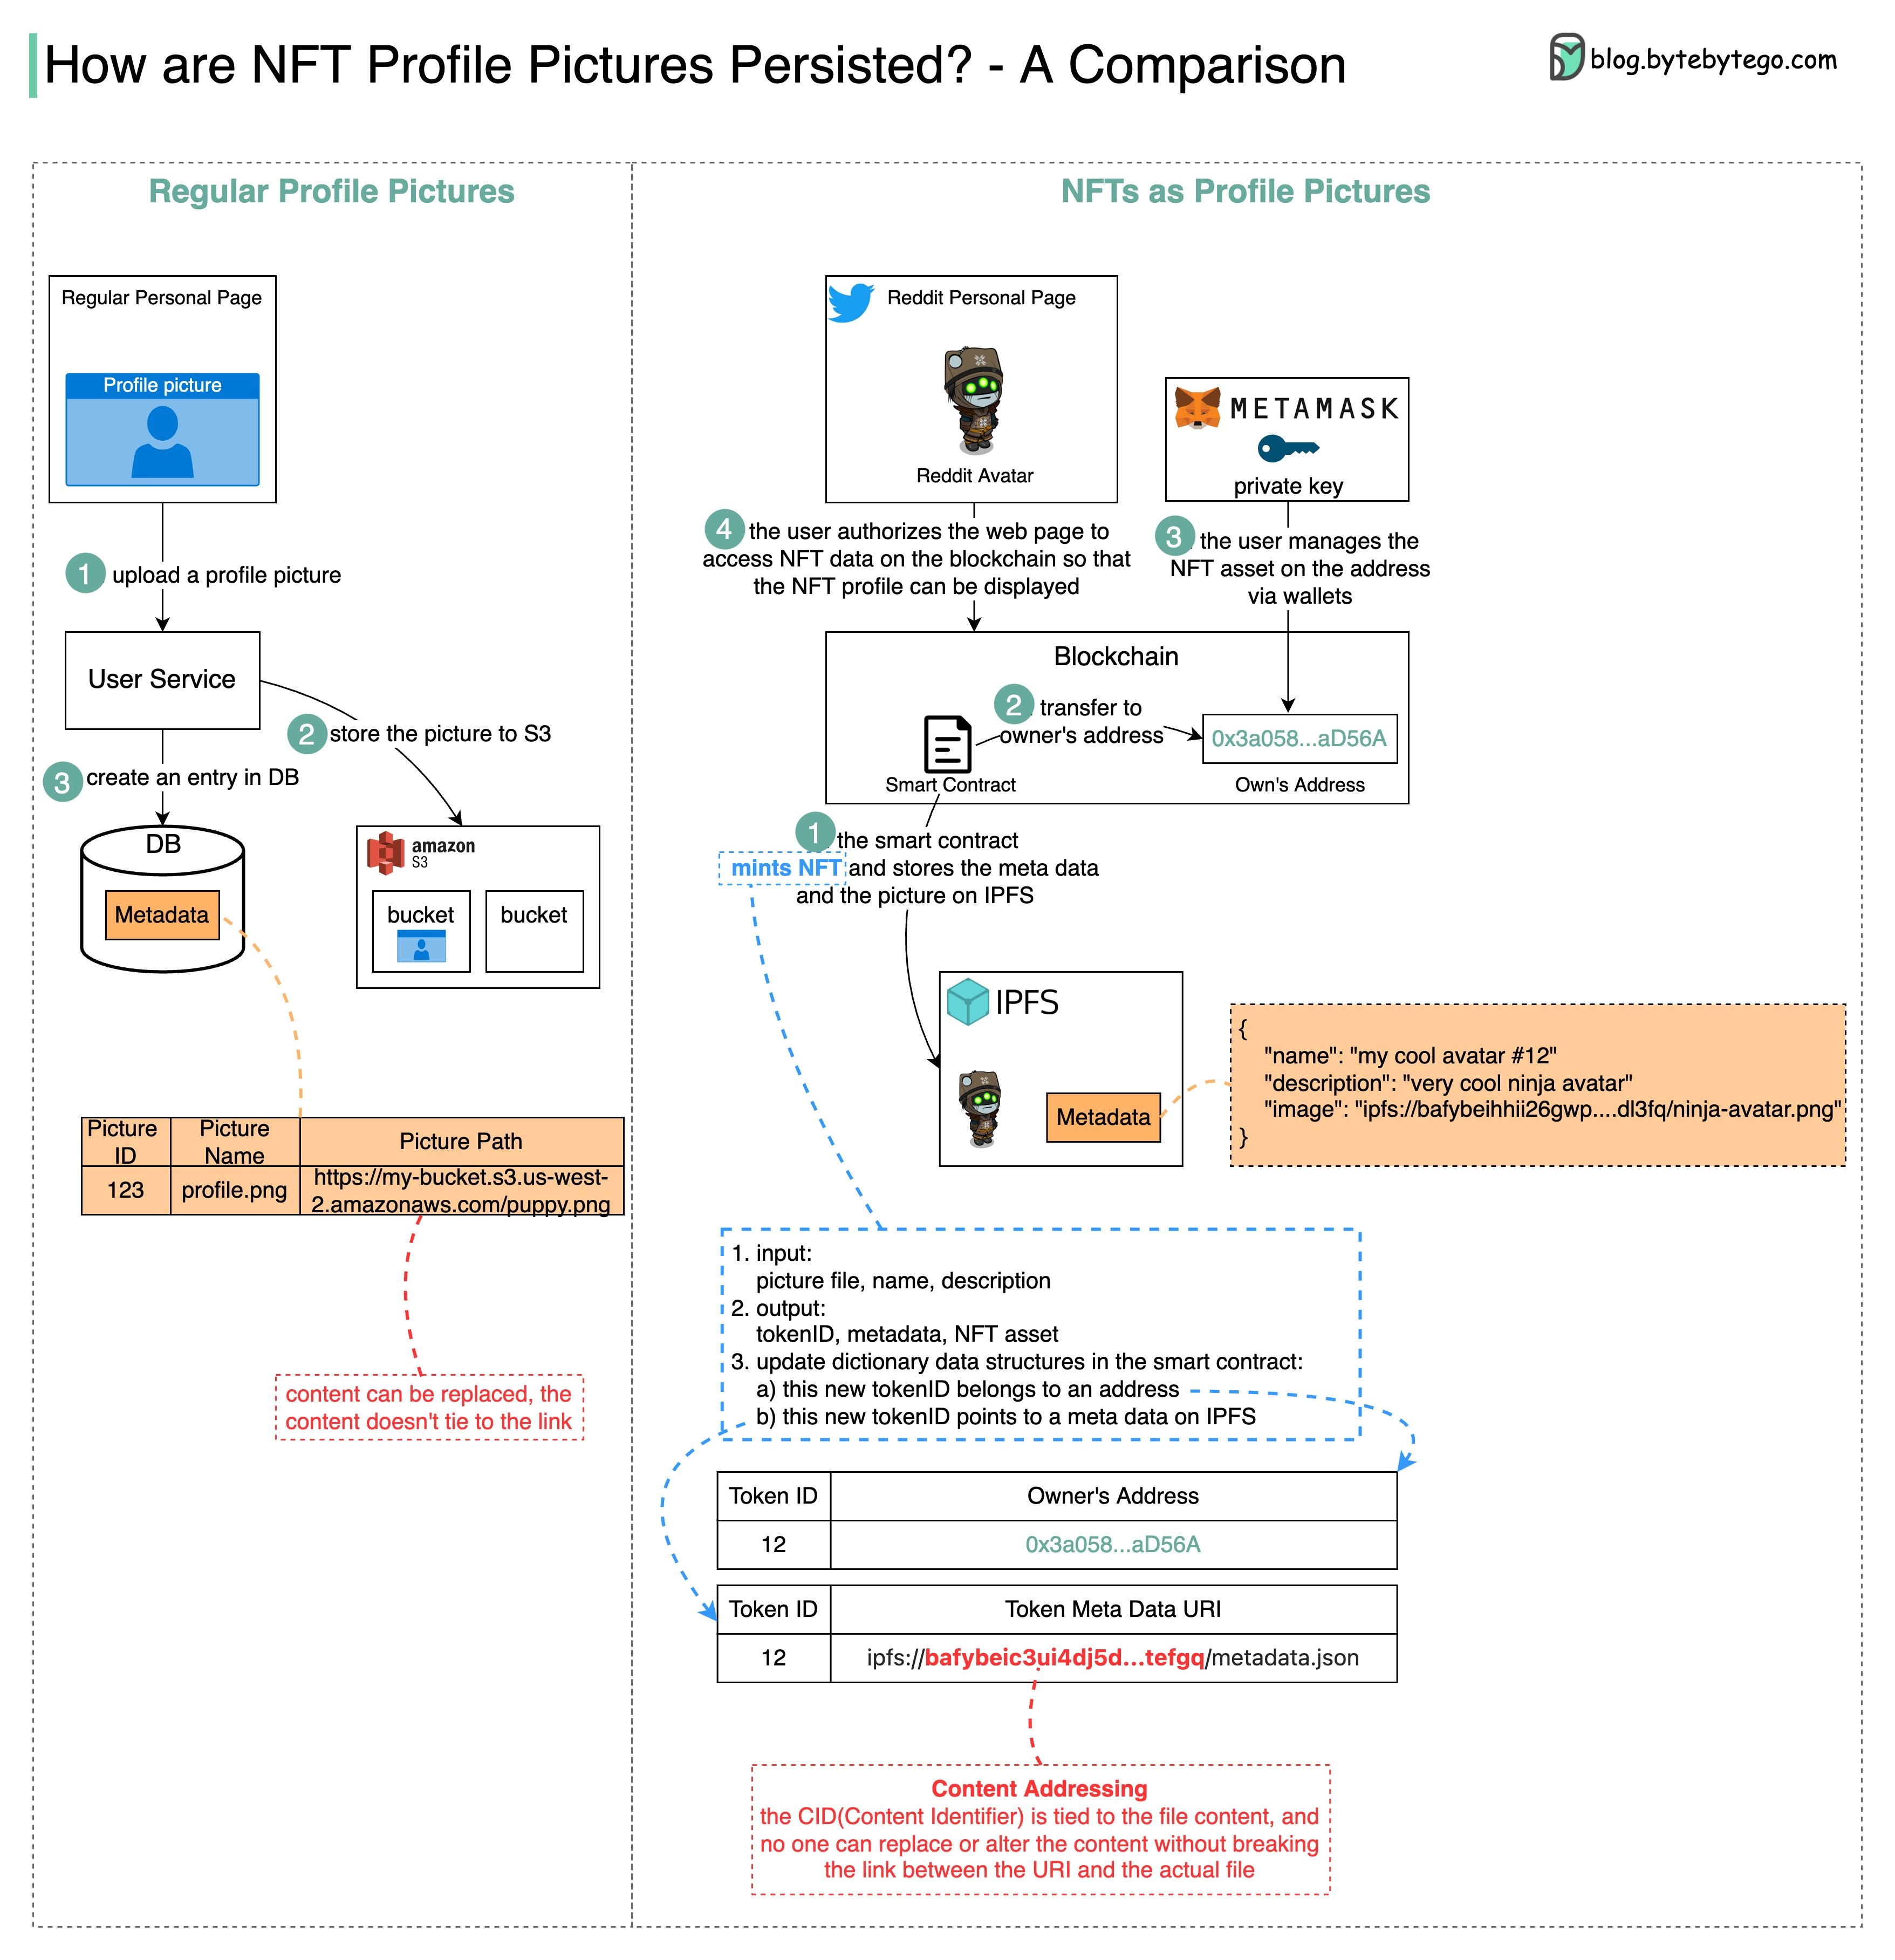 How are NFT Profile Pictures Persisted? - A Comparison
blog.bytebytego.com
Regular Profile Pictures
Regular Personal Page
Profile picture
1
upload a profile picture
User Service
2
store the picture to S3
3
create an entry in DB
DB
Metadata
amazon
S3
bucket
bucket
Picture
ID
Picture
Name
Picture Path
123
profile.png
https://my-bucket.s3.us-west-
2.amazonaws.com/puppy.png
content can be replaced, the
content doesn't tie to the link
NFTs as Profile Pictures
Reddit Personal Page
Reddit Avatar
METAMASK
private key
4
the user authorizes the web page to
access NFT data on the blockchain so that
the NFT profile can be displayed
3
the user manages the
NFT asset on the address
via wallets
Blockchain
2
transfer to
owner's address
0x3a058...aD56A
Smart Contract
Own's Address
1
the smart contract
mints NFT and stores the meta data
and the picture on IPFS
IPFS
Metadata
{
"name": "my cool avatar #12"
"description": "very cool ninja avatar"
"image": "ipfs://bafybeihhii26gwp....dl3fq/ninja-avatar.png"
}
1. input:
picture file, name, description
2. output:
tokenID, metadata, NFT asset
3. update dictionary data structures in the smart contract:
a) this new tokenID belongs to an address
b) this new tokenID points to a meta data on IPFS
Token ID
Owner's Address
12
0x3a058...aD56A
Token ID
Token Meta Data URI
12
ipfs://bafybeic3ui4dj5d...tefgq/metadata.json
Content Addressing
the CID(Content Identifier) is tied to the file content, and
no one can replace or alter the content without breaking
the link between the URI and the actual file